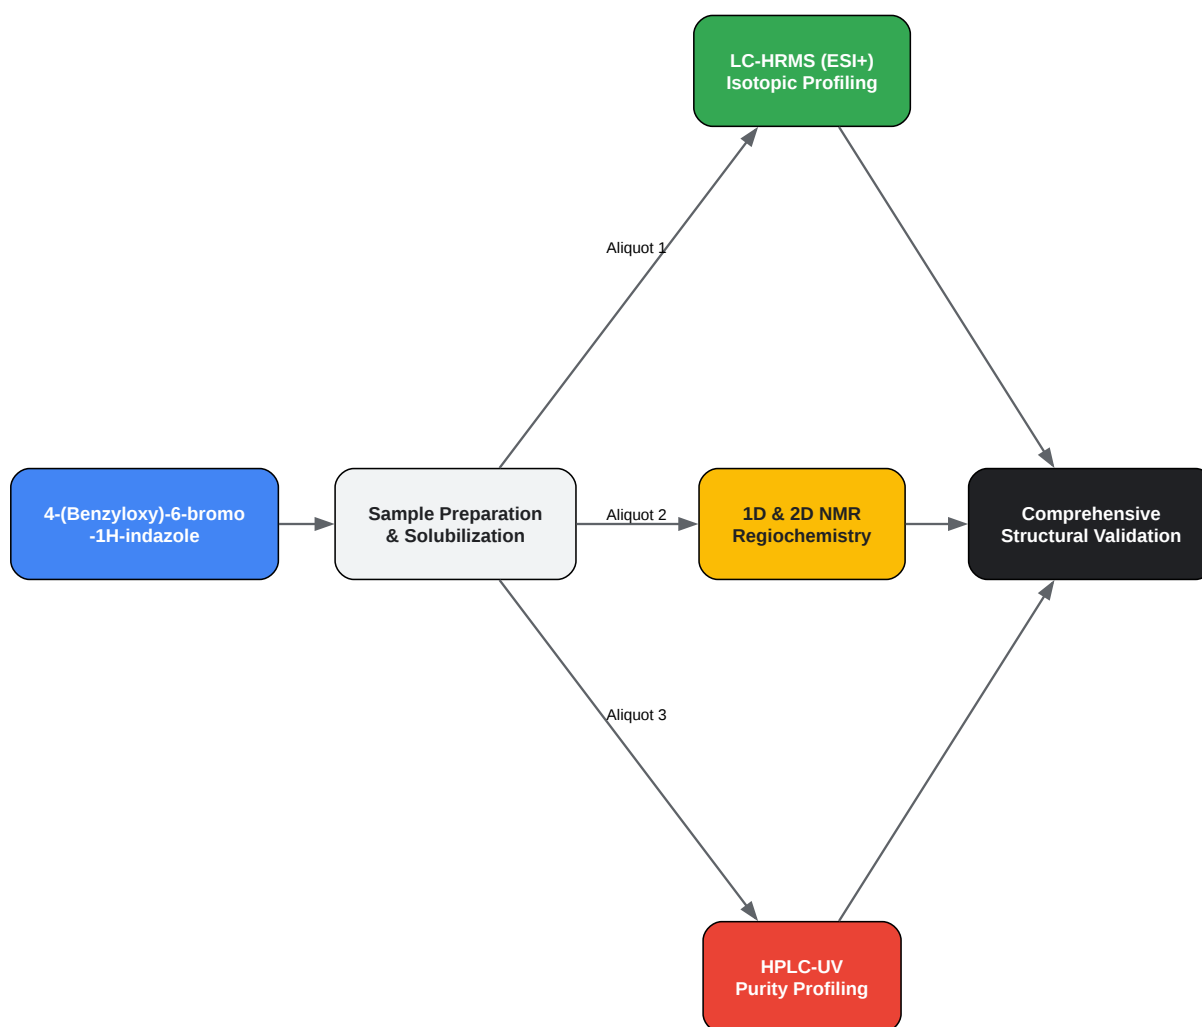 LC-HRMS (ESI+)
Isotopic Profiling
Aliquot 1
4-(Benzyloxy)-6-bromo
-1H-indazole
Sample Preparation
& Solubilization
Aliquot 2
1D & 2D NMR
Regiochemistry
Comprehensive
Structural Validation
Aliquot 3
HPLC-UV
Purity Profiling